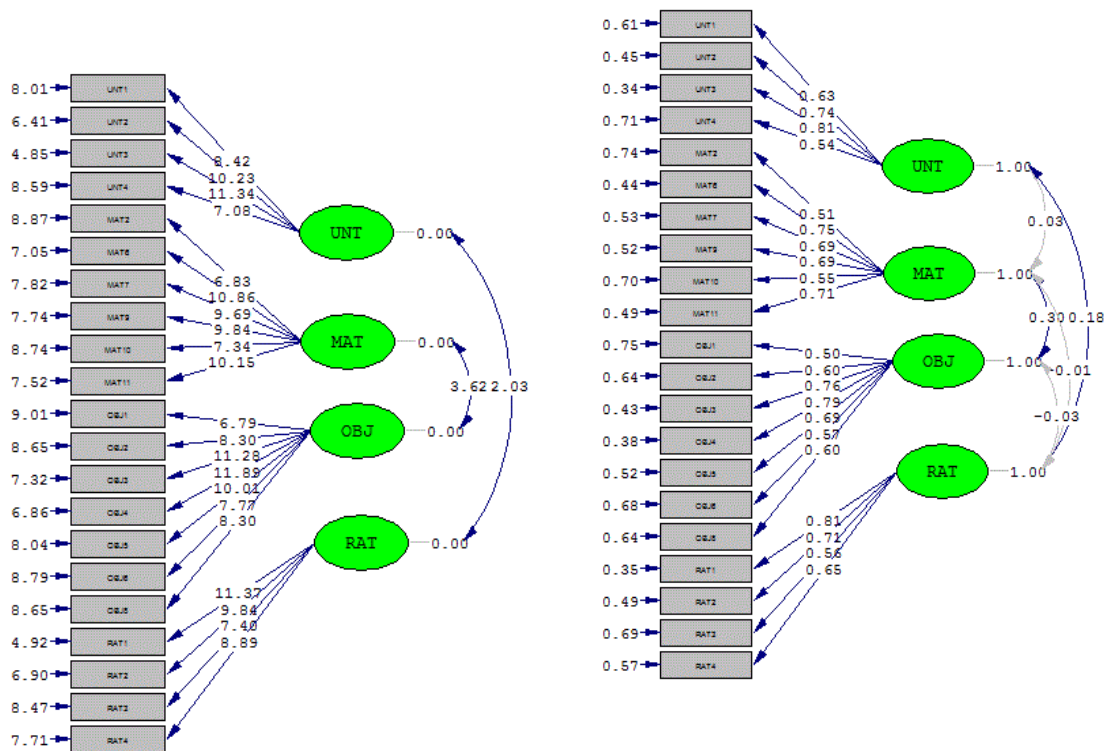 8.01 UNT1
6.41 UNT2
4.85 UNT3
8.59 UNT4
8.87 MAT2
7.05 MAT6
7.82 MAT7
7.74 MAT9
8.74 MAT10
7.52 MAT11
9.01 OBJ1
8.65 OBJ2
7.32 OBJ3
6.86 OBJ4
8.04 OBJ5
8.79 OBJ6
8.65 OBJ8
4.92 RAT1
6.90 RAT2
8.47 RAT3
7.71 RAT4
8.42
10.23
11.34
7.08
6.83
10.86
9.69
9.84
7.34
10.15
6.79
8.30
11.28
11.89
10.01
7.77
8.30
11.37
9.84
7.40
8.89
UNT 0.00
MAT 0.00
OBJ 0.00
RAT 0.00
3.62 2.03
0.61 UNT1
0.45 UNT2
0.34 UNT3
0.71 UNT4
0.74 MAT2
0.44 MAT6
0.53 MAT7
0.52 MAT9
0.70 MAT10
0.49 MAT11
0.75 OBJ1
0.64 OBJ2
0.43 OBJ3
0.38 OBJ4
0.52 OBJ5
0.68 OBJ6
0.64 OBJ8
0.35 RAT1
0.49 RAT2
0.69 RAT3
0.57 RAT4
0.63
0.74
0.81
0.54
0.51
0.75
0.69
0.69
0.55
0.71
0.50
0.60
0.76
0.79
0.69
0.57
0.60
0.81
0.71
0.56
0.65
UNT 1.00
MAT 1.00
OBJ 1.00
RAT 1.00
0.03
0.30 0.18
-0.01
-0.03